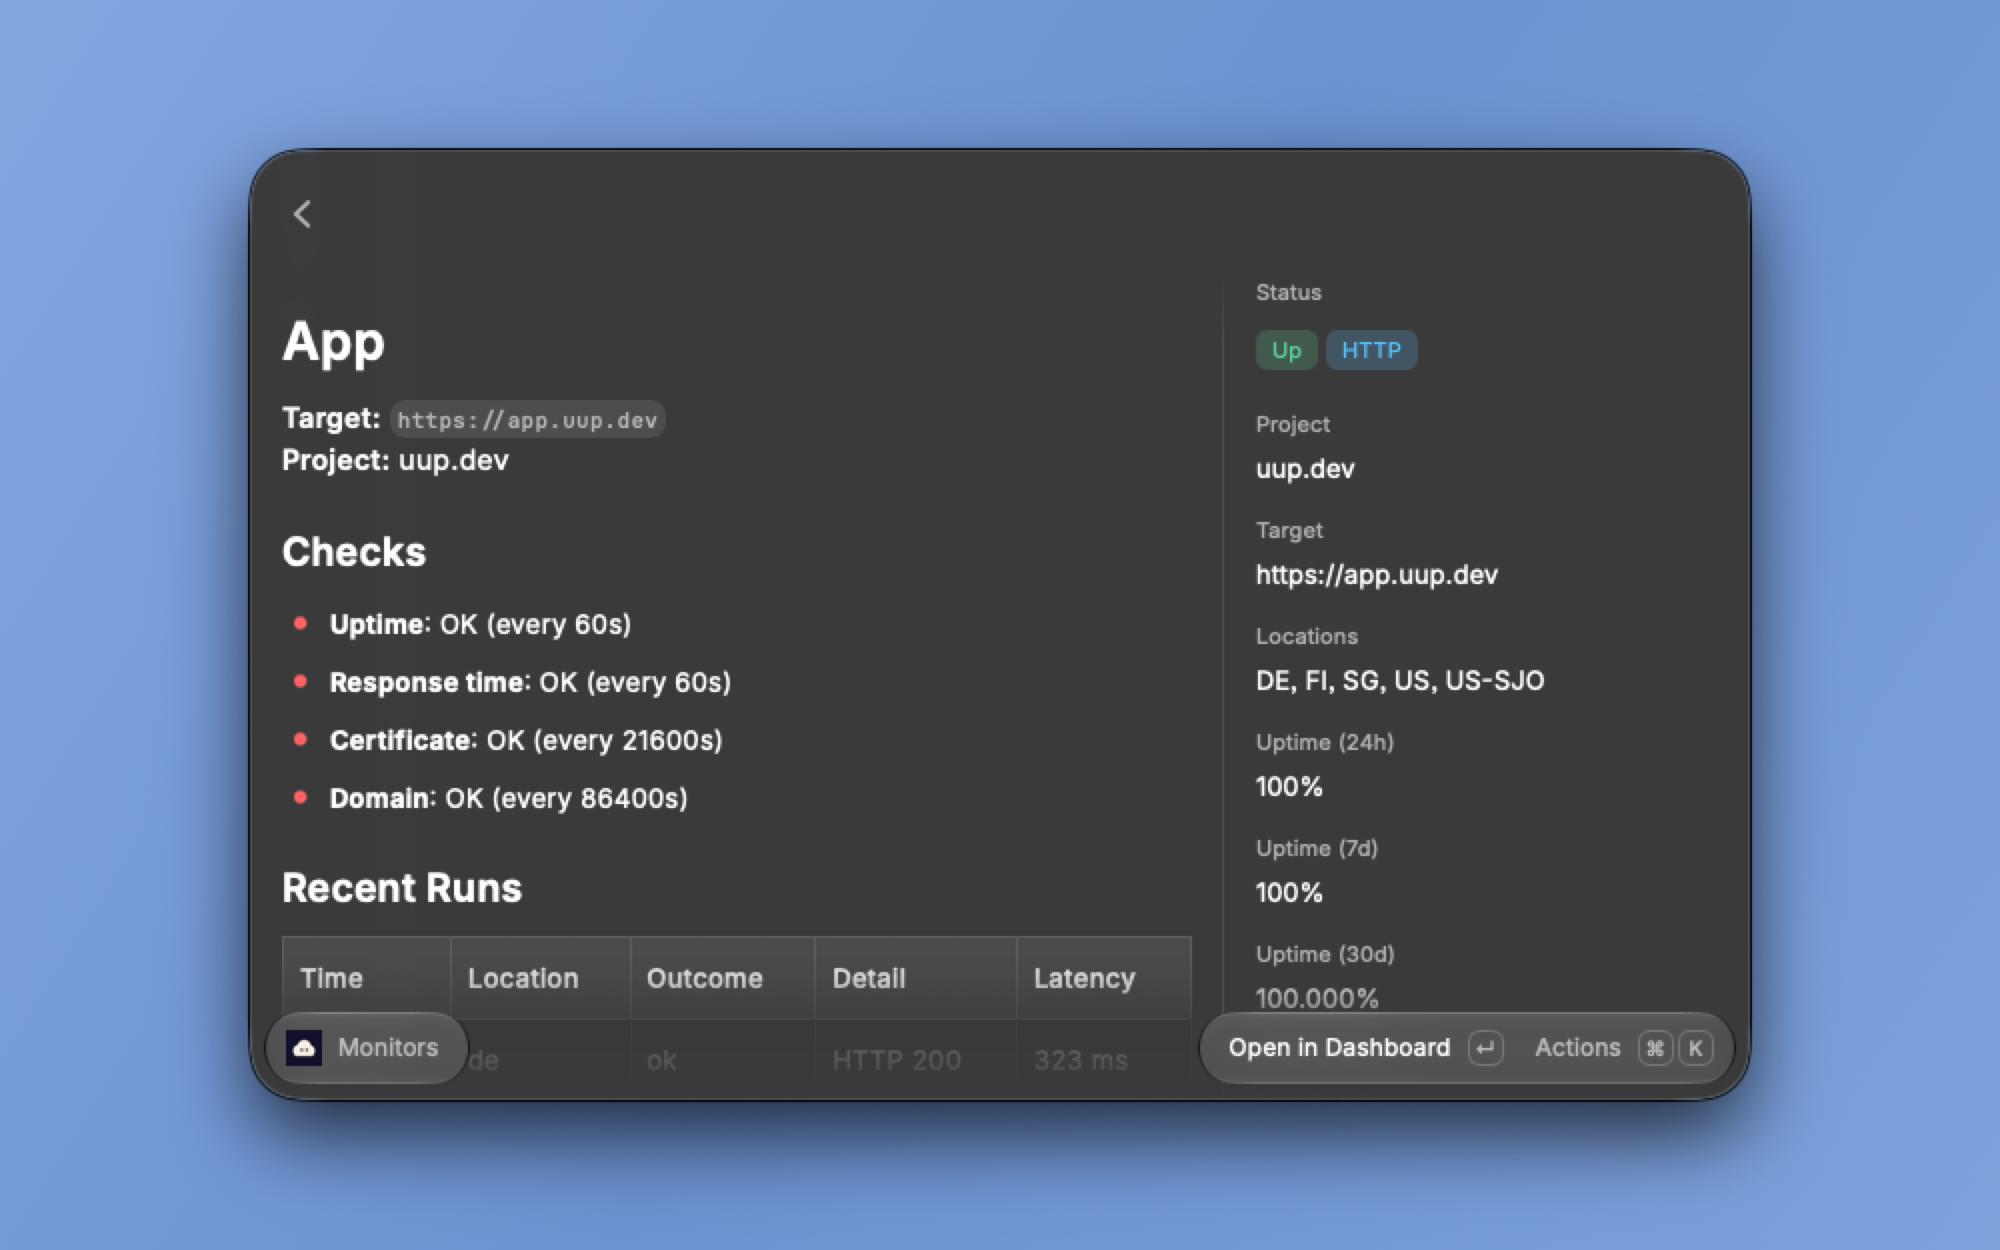 App
Target: https://app.uup.dev
Project: uup.dev
Checks
Uptime: OK (every 60s)
Response time: OK (every 60s)
Certificate: OK (every 21600s)
Domain: OK (every 86400s)
Recent Runs
Time Location Outcome Detail Latency
de ok HTTP 200 323 ms
Status
Up HTTP
Project
uup.dev
Target
https://app.uup.dev
Locations
DE, FI, SG, US, US-SJO
Uptime (24h)
100%
Uptime (7d)
100%
Uptime (30d)
100.000%
Monitors
Open in Dashboard ↵ Actions ⌘ K